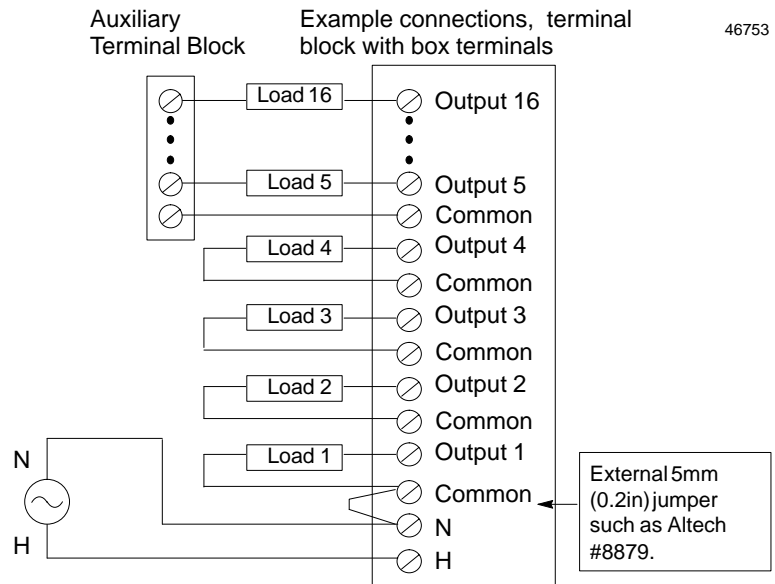 Auxiliary
Terminal Block
Example connections, terminal
block with box terminals
46753
Load 16
Output 16
Load 5
Output 5
Common
Load 4
Output 4
Common
Load 3
Output 3
Common
Load 2
Output 2
Common
Load 1
Output 1
Common
N
H
N
H
External 5mm
(0.2in) jumper
such as Altech
#8879.